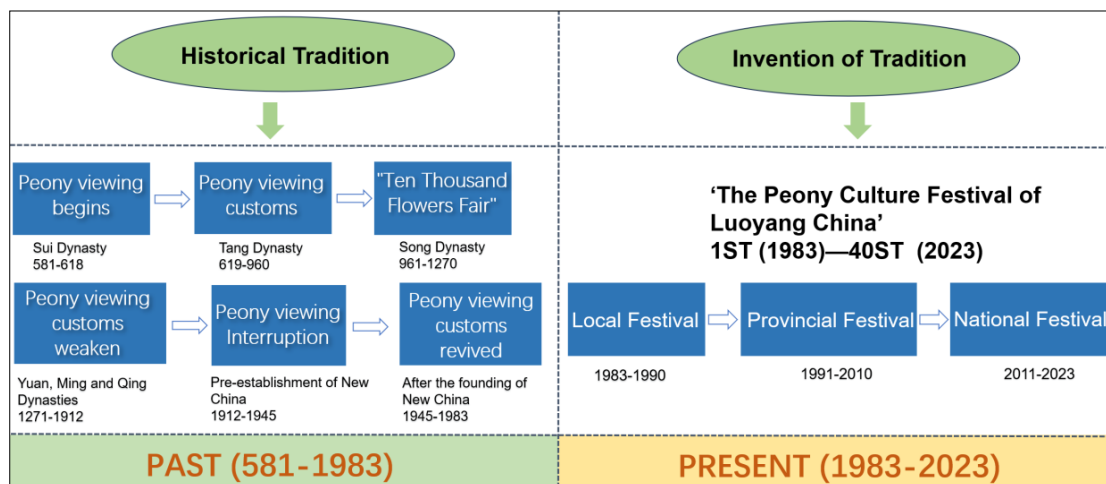 Historical Tradition
Peony viewing
begins
Sui Dynasty
581-618
Peony viewing
customs
Tang Dynasty
619-960
"Ten Thousand
Flowers Fair"
Song Dynasty
961-1270
Peony viewing
customs
weaken
Yuan, Ming and Qing
Dynasties
1271-1912
Peony viewing
Interruption
Pre-establishment of New
China
1912-1945
Peony viewing
customs
revived
After the founding of
New China
1945-1983
PAST (581-1983)
Invention of Tradition
‘The Peony Culture Festival of
Luoyang China’
1ST (1983)—40ST (2023)
Local Festival
1983-1990
Provincial Festival
1991-2010
National Festival
2011-2023
PRESENT (1983-2023)